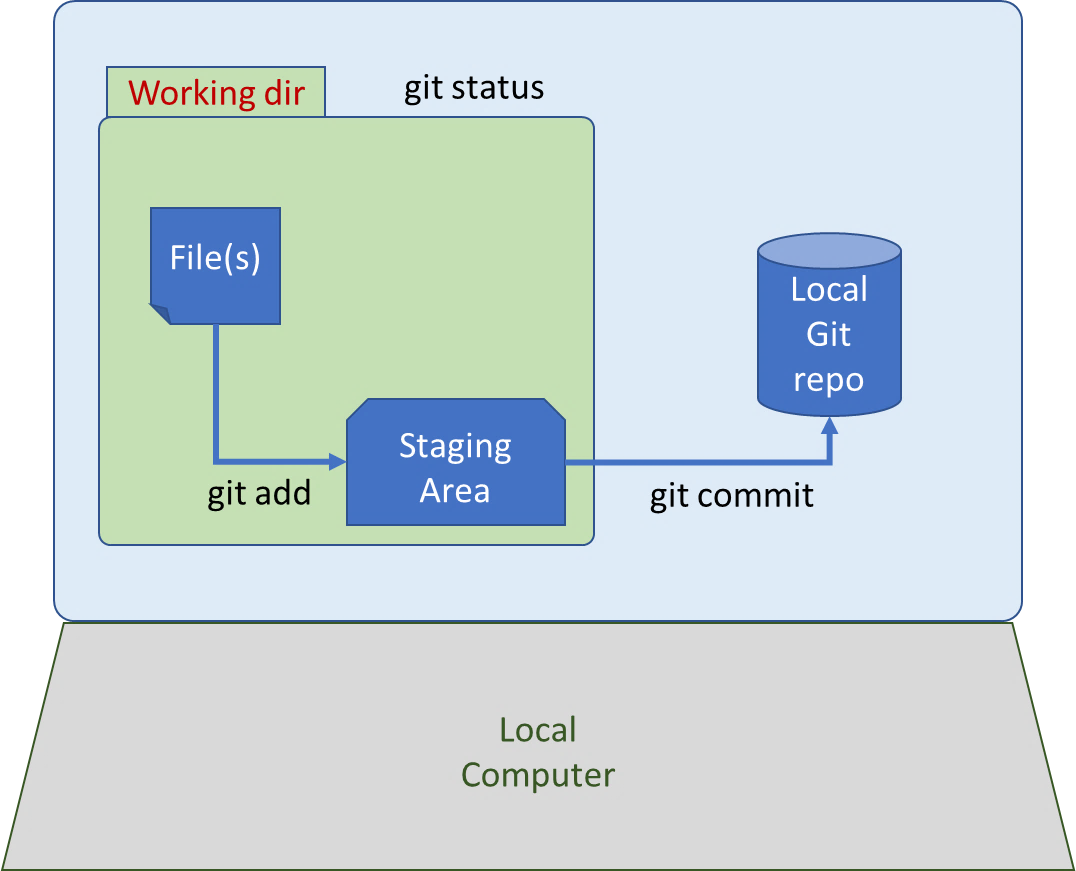 Working dir
git status
File(s)
Local
Git
repo
Staging
Area
git add
git commit
Local
Computer